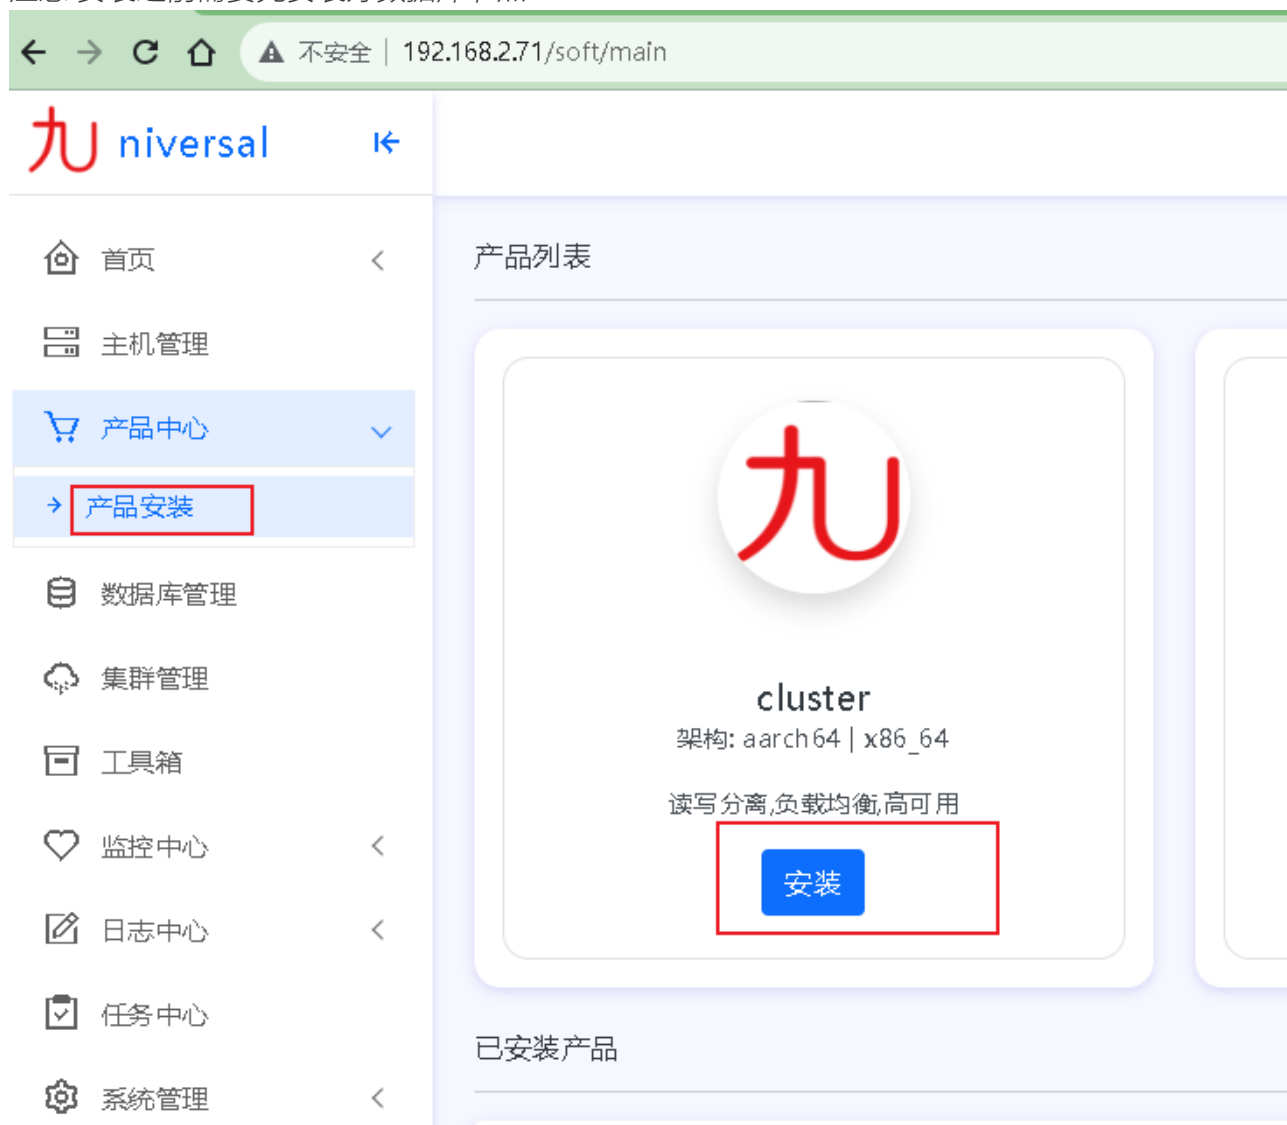 不安全 | 192.168.2.71/soft/main
九U niversal
首页
主机管理
产品中心
产品安装
数据库管理
集群管理
工具箱
监控中心
日志中心
任务中心
系统管理
产品列表
九U
cluster
架构: aarch64 | x86_64
读写分离,负载均衡,高可用
安装
已安装产品